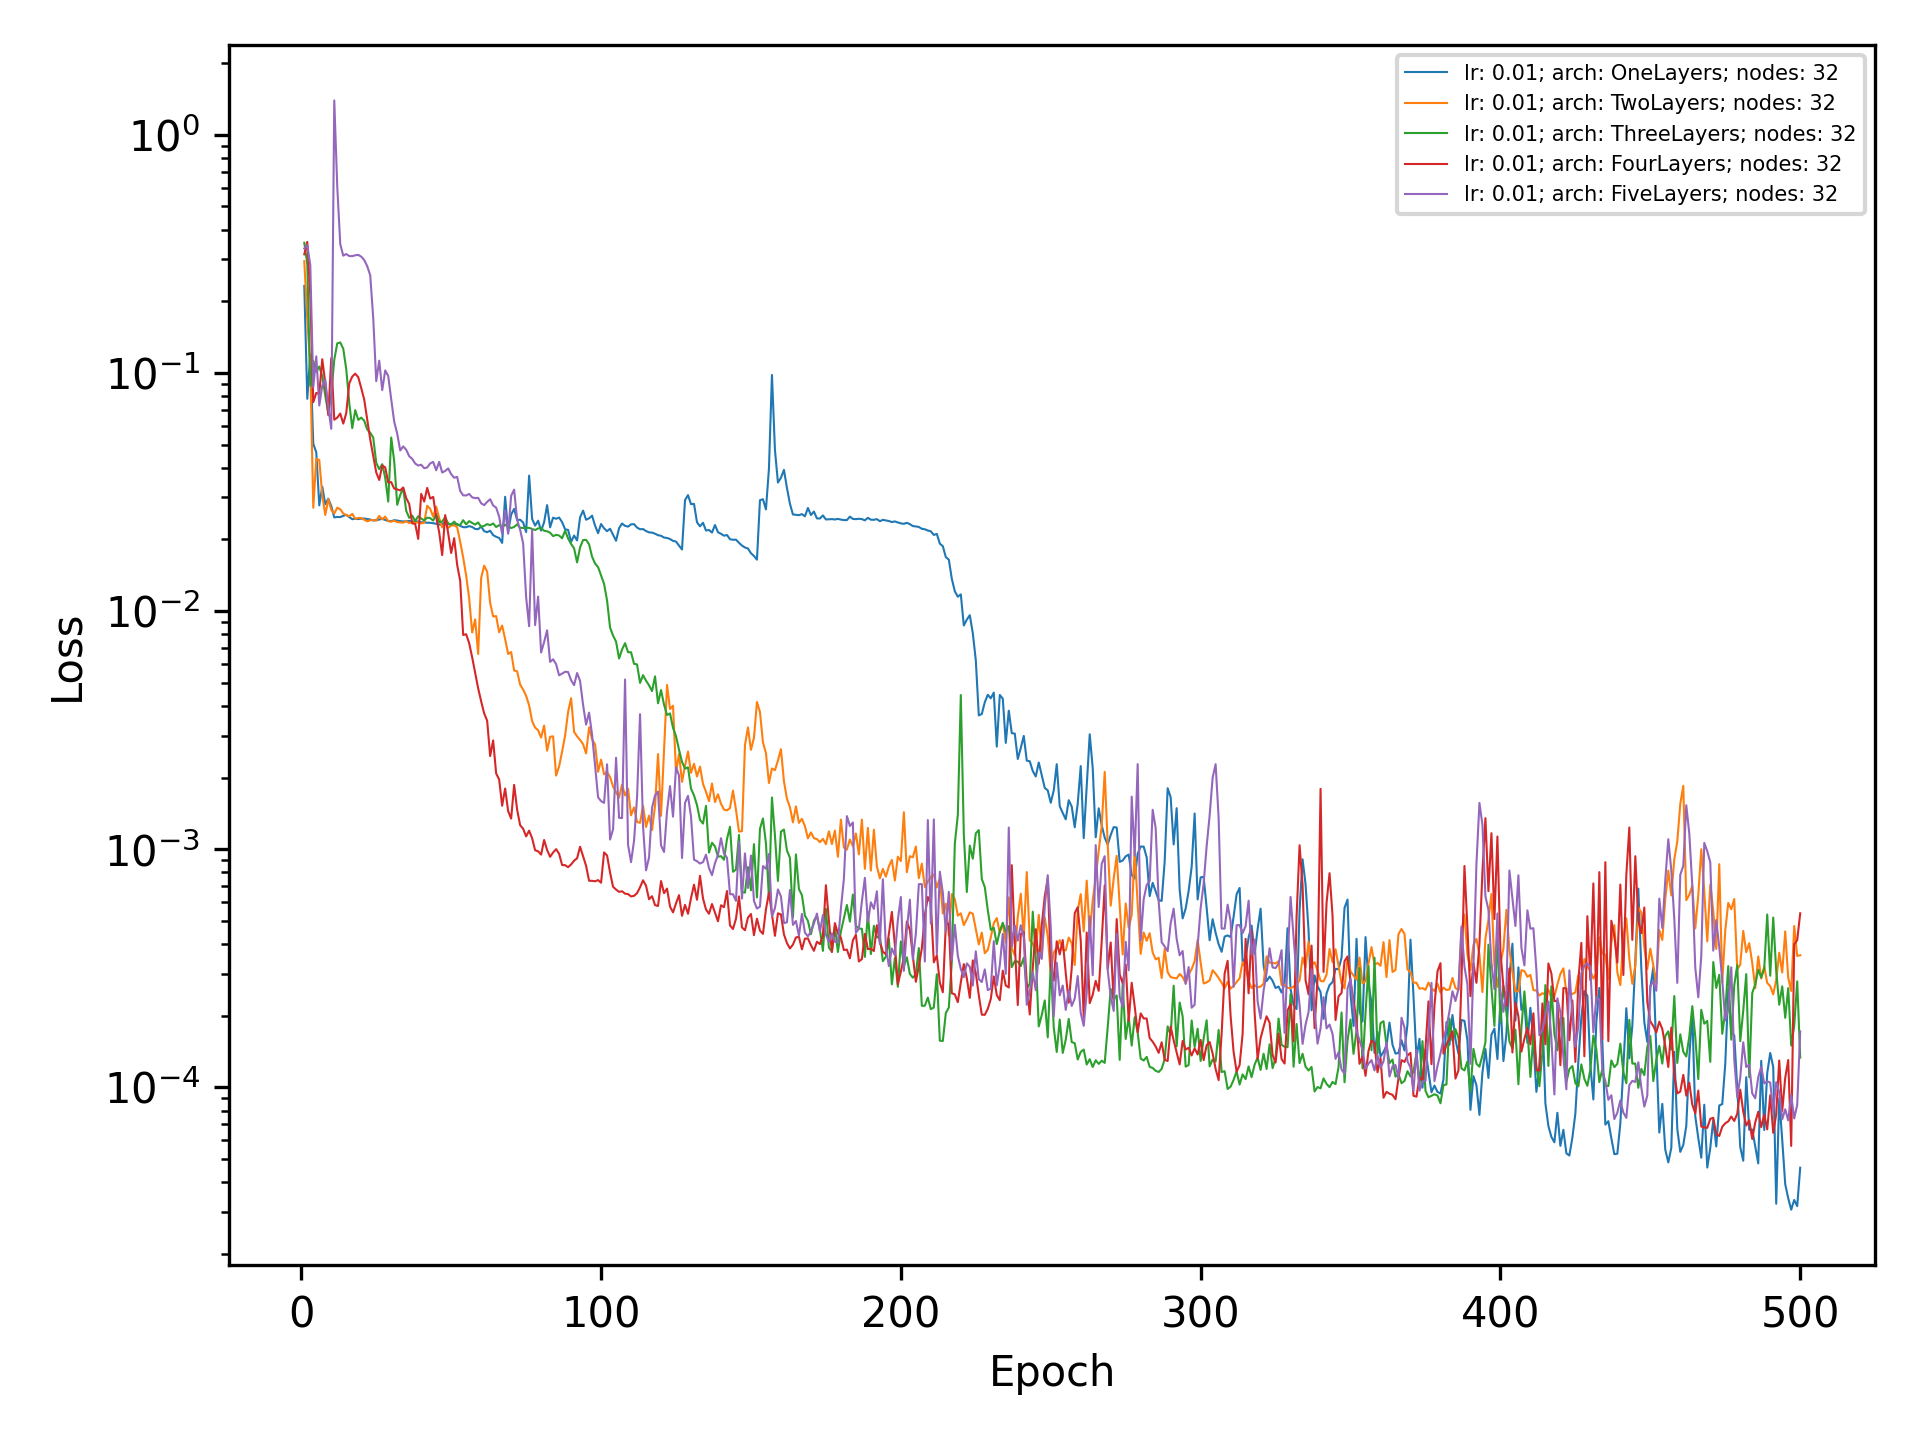 lr: 0.01; arch: OneLayers; nodes: 32
lr: 0.01; arch: TwoLayers; nodes: 32
lr: 0.01; arch: ThreeLayers; nodes: 32
lr: 0.01; arch: FourLayers; nodes: 32
lr: 0.01; arch: FiveLayers; nodes: 32
10⁰
10⁻¹
10⁻²
10⁻³
10⁻⁴
Loss
0 100 200 300 400 500
Epoch